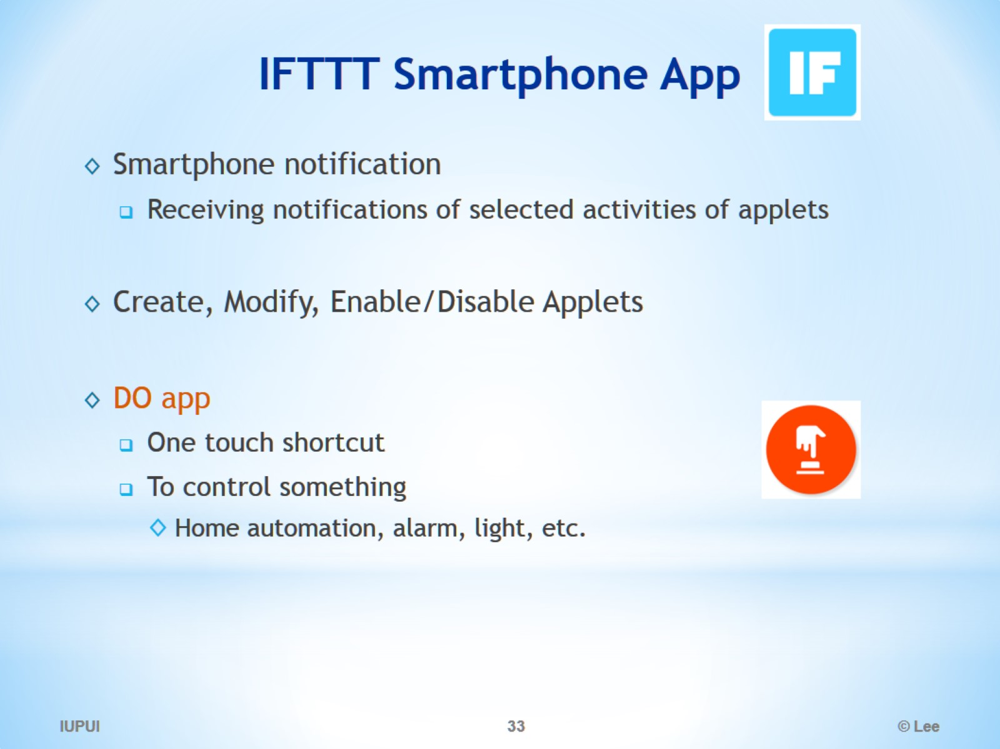 IFTTT Smartphone App
IF
Smartphone notification
Receiving notifications of selected activities of applets
Create, Modify, Enable/Disable Applets
DO app
One touch shortcut
To control something
Home automation, alarm, light, etc.
IUPUI
33
© Lee